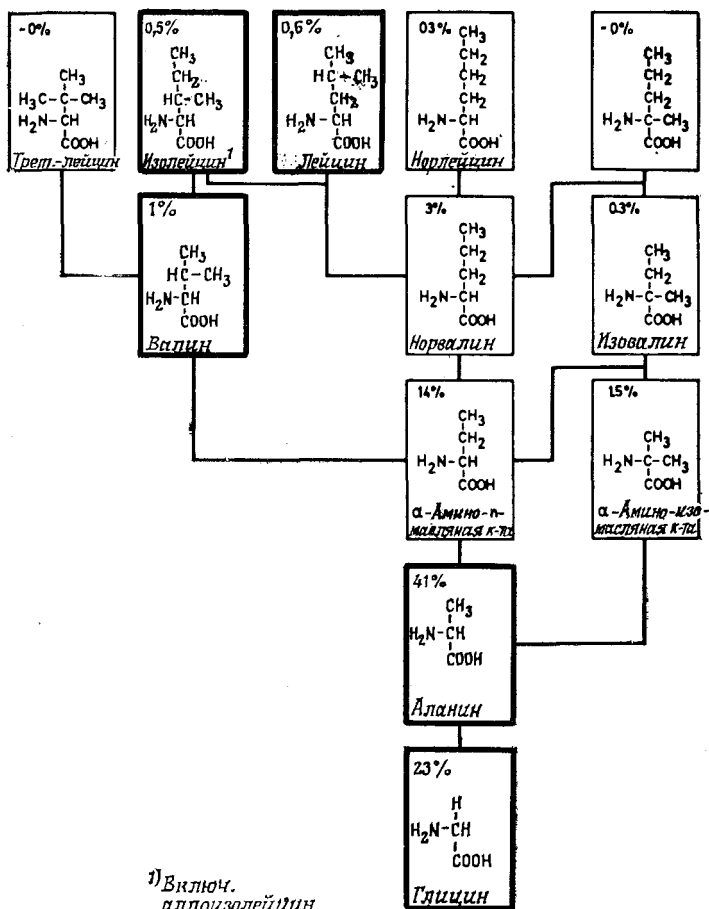 ~0%
CH3
H3C-C-CH3
H2N-CH
COOH
Трет.-лейцин
0,5%
CH3
CH2
HC-CH3
H2N-CH
COOH
Изолейцин1
0,6%
CH3
HC-CH3
CH2
H2N-CH
COOH
Лейцин
03%
CH3
CH2
CH2
CH2
H2N-CH
COOH
Норлейцин
~0%
CH3
CH2
CH2
H2N-C-CH3
COOH
1%
CH3
HC-CH3
H2N-CH
COOH
Валин
3%
CH3
CH2
CH2
H2N-CH
COOH
Норвалин
0.3%
CH3
CH2
H2N-C-CH3
COOH
Изовалин
14%
CH3
CH2
H2N-CH
COOH
α-Амино-n-
масляная к-та
1.5%
CH3
H2N-C-CH3
COOH
α-Амино-изо-
масляная к-та
41%
CH3
H2N-CH
COOH
Аланин
23%
H
H2N-CH
COOH
Глицин
1) Включ.
аллоизолейцин